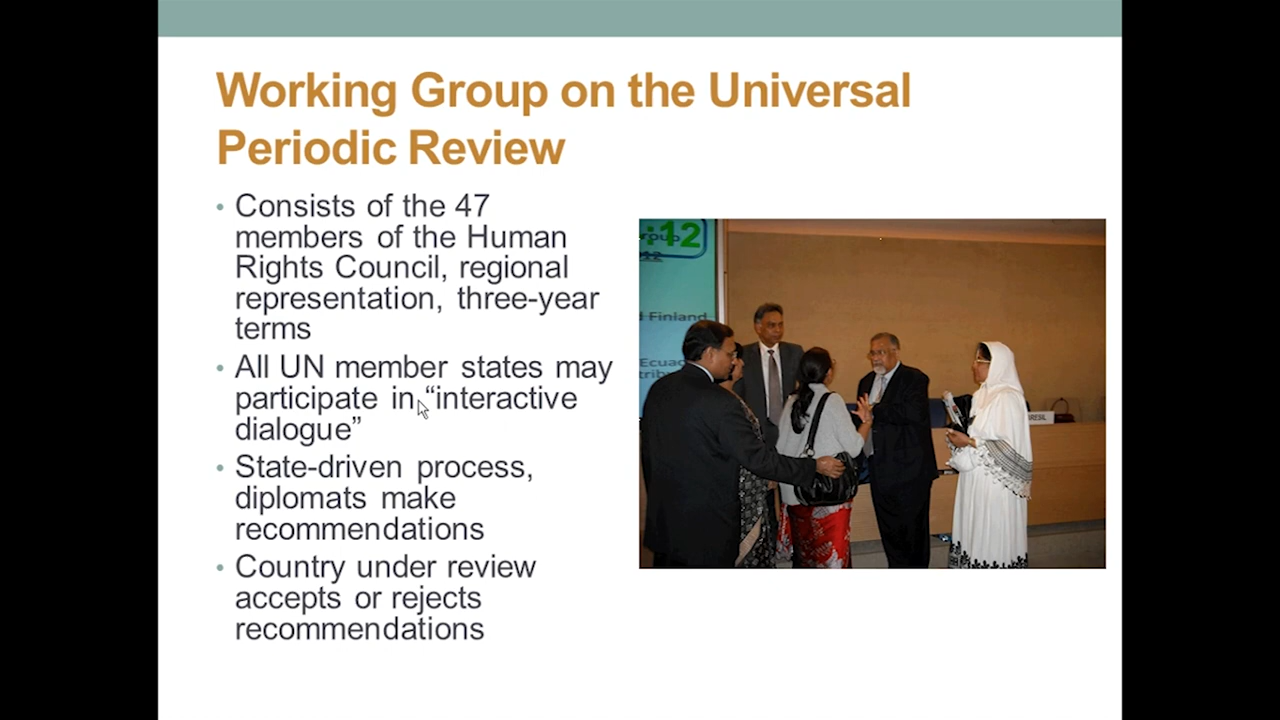 Working Group on the Universal
Periodic Review
• Consists of the 47
members of the Human
Rights Council, regional
representation, three-year
terms
• All UN member states may
participate in “interactive
dialogue”
• State-driven process,
diplomats make
recommendations
• Country under review
accepts or rejects
recommendations
:12
Finland